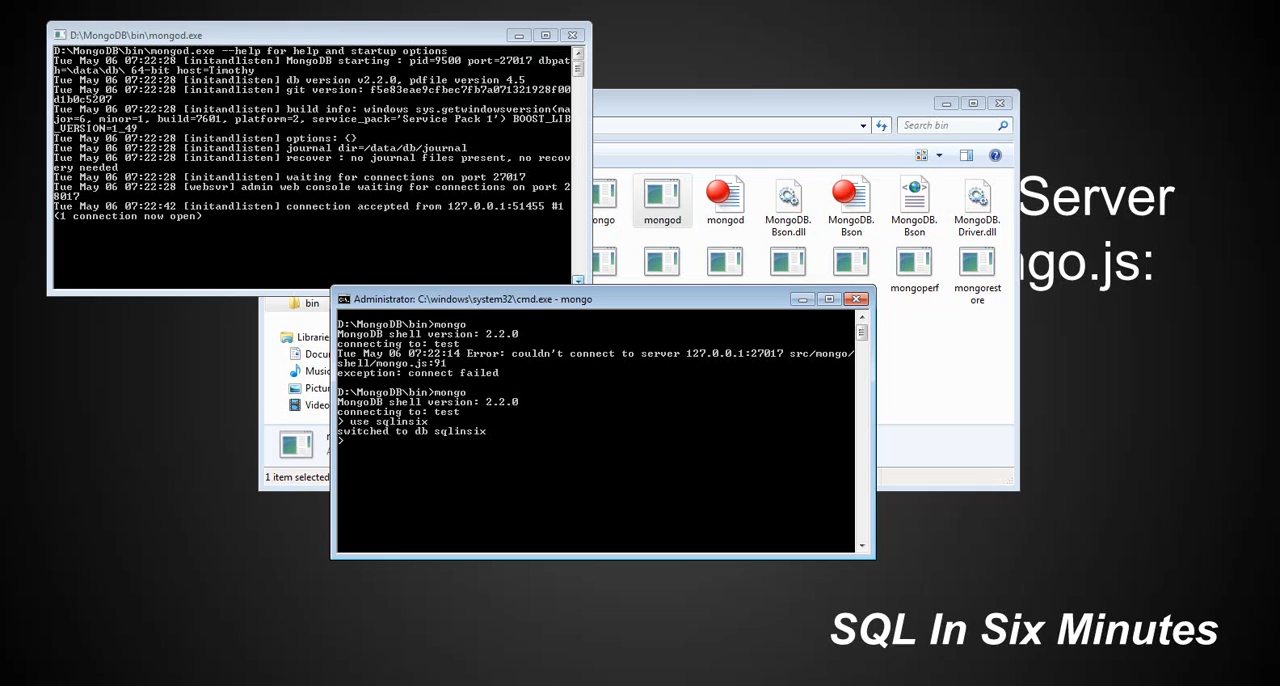 D:\MongoDB\bin\mongod.exe
D:\MongoDB\bin\mongod.exe --help for help and startup options
Tue May 06 07:22:28 [initandlisten] MongoDB starting : pid=9500 port=27017 dbpat
h=\data\db\ 64-bit host=Timothy
Tue May 06 07:22:28 [initandlisten] db version v2.2.0, pdfile version 4.5
Tue May 06 07:22:28 [initandlisten] git version: f5e83eae9cfbec7fb7a071321928f00
d1b0c5207
Tue May 06 07:22:28 [initandlisten] build info: windows sys.getwindowsversion(ma
jor=6, minor=1, build=7601, platform=2, service_pack='Service Pack 1') BOOST_LIB
_VERSION=1_49
Tue May 06 07:22:28 [initandlisten] options: {}
Tue May 06 07:22:28 [initandlisten] journal dir=/data/db/journal
Tue May 06 07:22:28 [initandlisten] recover : no journal files present, no recov
ery needed
Tue May 06 07:22:28 [initandlisten] waiting for connections on port 27017
Tue May 06 07:22:28 [websvr] admin web console waiting for connections on port 2
8017
Tue May 06 07:22:42 [initandlisten] connection accepted from 127.0.0.1:51455 #1
(1 connection now open)
Search bin
ongo
mongod
mongod
MongoDB.
Bson.dll
MongoDB.
Bson
MongoDB.
Bson
MongoDB.
Driver.dll
mongoperf
mongorest
ore
Server
ngo.js:
bin
Librarie
Docu
Music
Pictur
Video
1 item selected
Administrator: C:\windows\system32\cmd.exe - mongo
D:\MongoDB\bin>mongo
MongoDB shell version: 2.2.0
connecting to: test
Tue May 06 07:22:14 Error: couldn't connect to server 127.0.0.1:27017 src/mongo/
shell/mongo.js:91
exception: connect failed
D:\MongoDB\bin>mongo
MongoDB shell version: 2.2.0
connecting to: test
> use sqlinsix
switched to db sqlinsix
>
SQL In Six Minutes